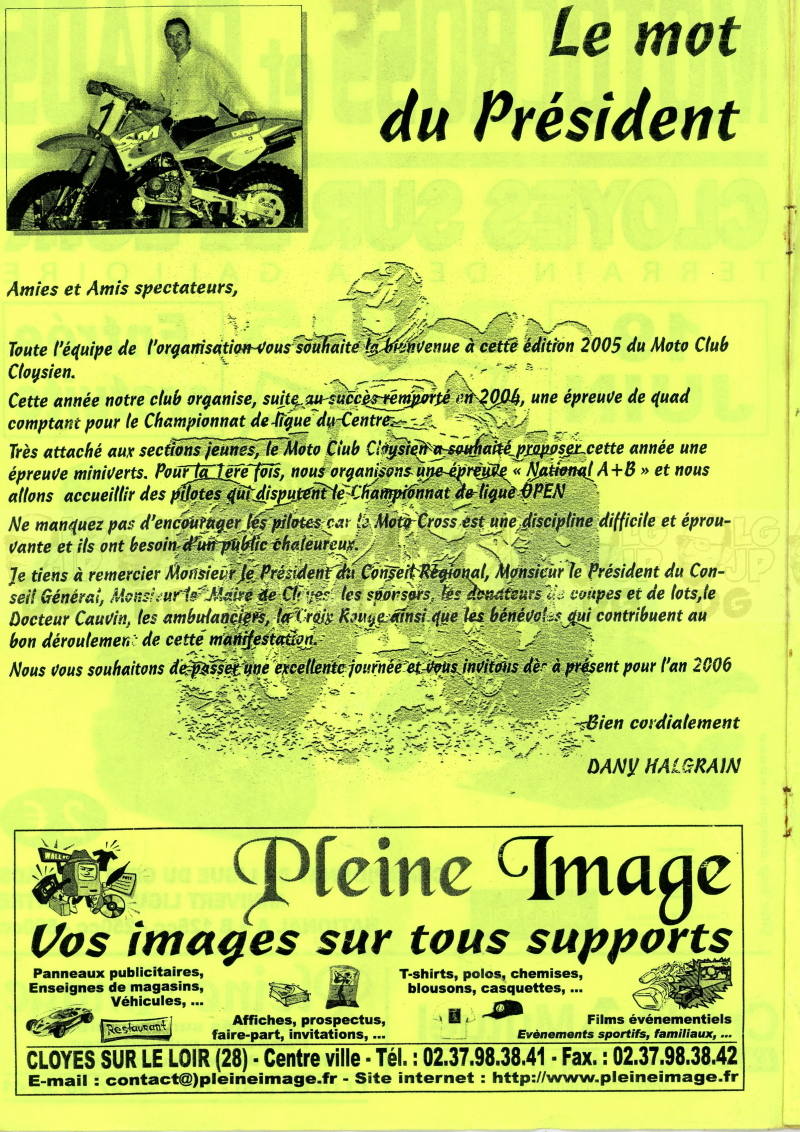 Le mot
du Président
1
Amies et Amis spectateurs,
Toute l'équipe de l'organisation vous souhaite la bienvenue à cette édition 2005 du Moto Club
Cloysien.
Cette année notre club organise, suite au succès remporté en 2004, une épreuve de quad
comptant pour le Championnat de ligue du Centre.
Très attaché aux sections jeunes, le Moto Club Cloysien a souhaité proposer cette année une
épreuve miniverts. Pour la 1ère fois, nous organisons une épreuve « National A+B » et nous
allons accueillir des pilotes qui disputent le Championnat de ligue OPEN
Ne manquez pas d'encourager les pilotes car le Moto Cross est une discipline difficile et éprou-
vante et ils ont besoin d'un public chaleureux.
Je tiens à remercier Monsieur le Président du Conseil Régional, Monsieur le Président du Con-
seil Général, Monsieur le Maire de Cloyes, les sponsors, les donateurs de coupes et de lots,le
Docteur Cauvin, les ambulanciers, la Croix Rouge ainsi que les bénévoles qui contribuent au
bon déroulement de cette manifestation.
Nous vous souhaitons de passer une excellente journée et vous invitons dès à présent pour l'an 2006
Bien cordialement
DANY HALGRAIN
Pleine Image
Vos images sur tous supports
Panneaux publicitaires,
Enseignes de magasins,
Véhicules, ...
Restaurant
Affiches, prospectus,
faire-part, invitations, ...
T-shirts, polos, chemises,
blousons, casquettes, ...
Films événementiels
Evènements sportifs, familiaux, ...
CLOYES SUR LE LOIR (28) - Centre ville - Tél. : 02.37.98.38.41 - Fax. : 02.37.98.38.42
E-mail : contact@)pleineimage.fr - Site internet : http://www.pleineimage.fr